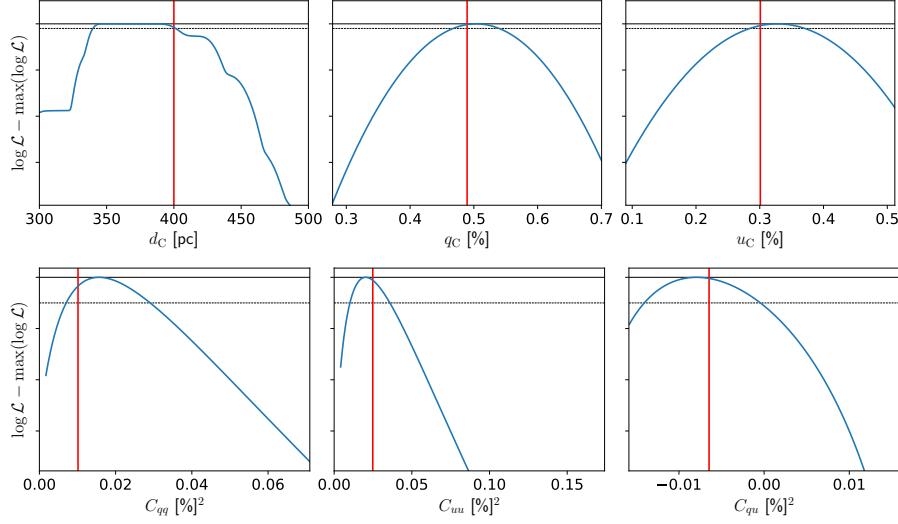 log ℒ − max(log ℒ)
300 350 400 450 500
d_C [pc]
0.3 0.4 0.5 0.6 0.7
q_C [%]
0.1 0.2 0.3 0.4 0.5
u_C [%]
log ℒ − max(log ℒ)
0.00 0.02 0.04 0.06
C_qq [%]²
0.00 0.05 0.10 0.15
C_uu [%]²
−0.01 0.00 0.01
C_qu [%]²